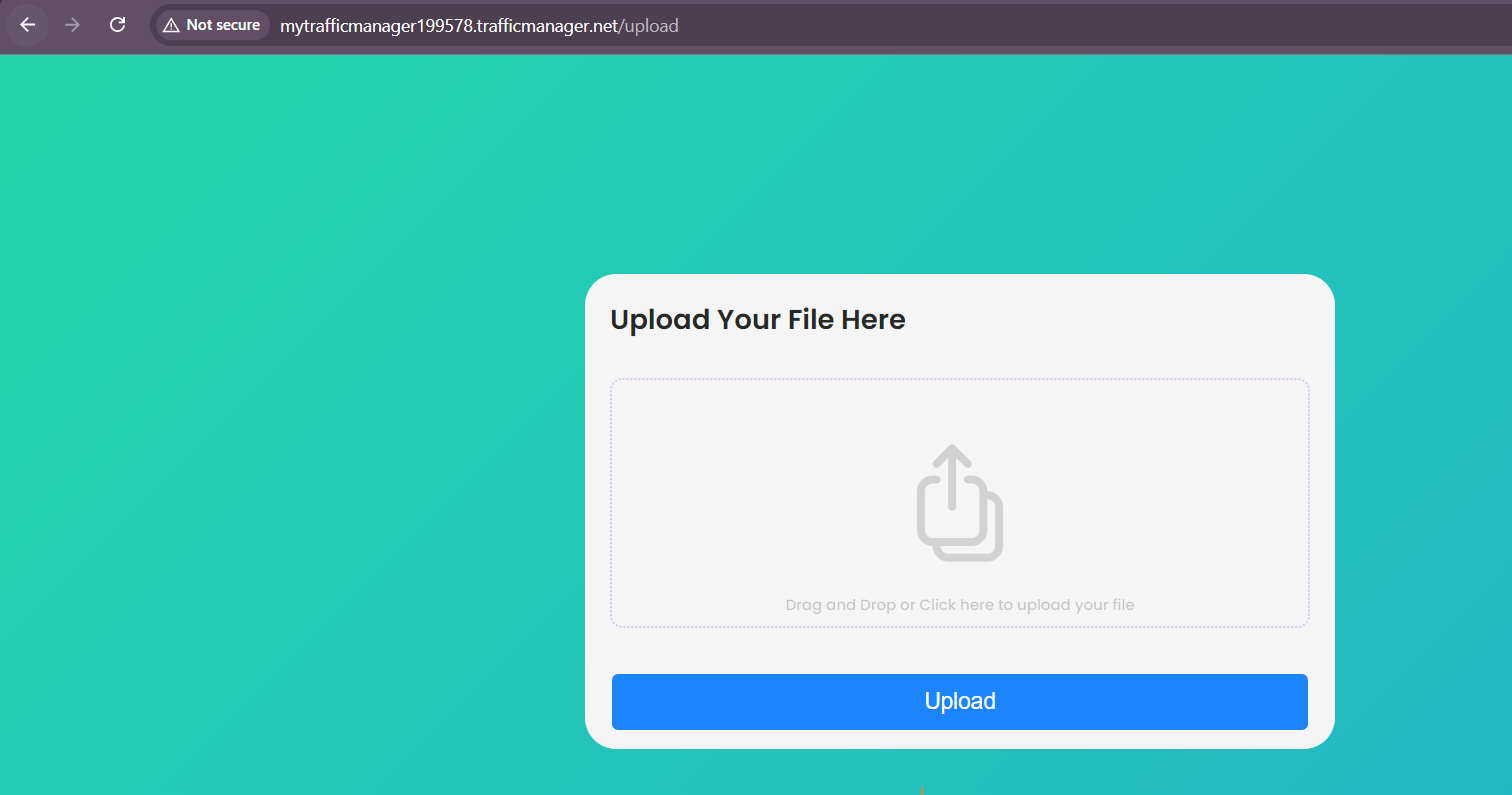 Not secure mytrafficmanager199578.trafficmanager.net/upload
Upload Your File Here
Drag and Drop or Click here to upload your file
Upload